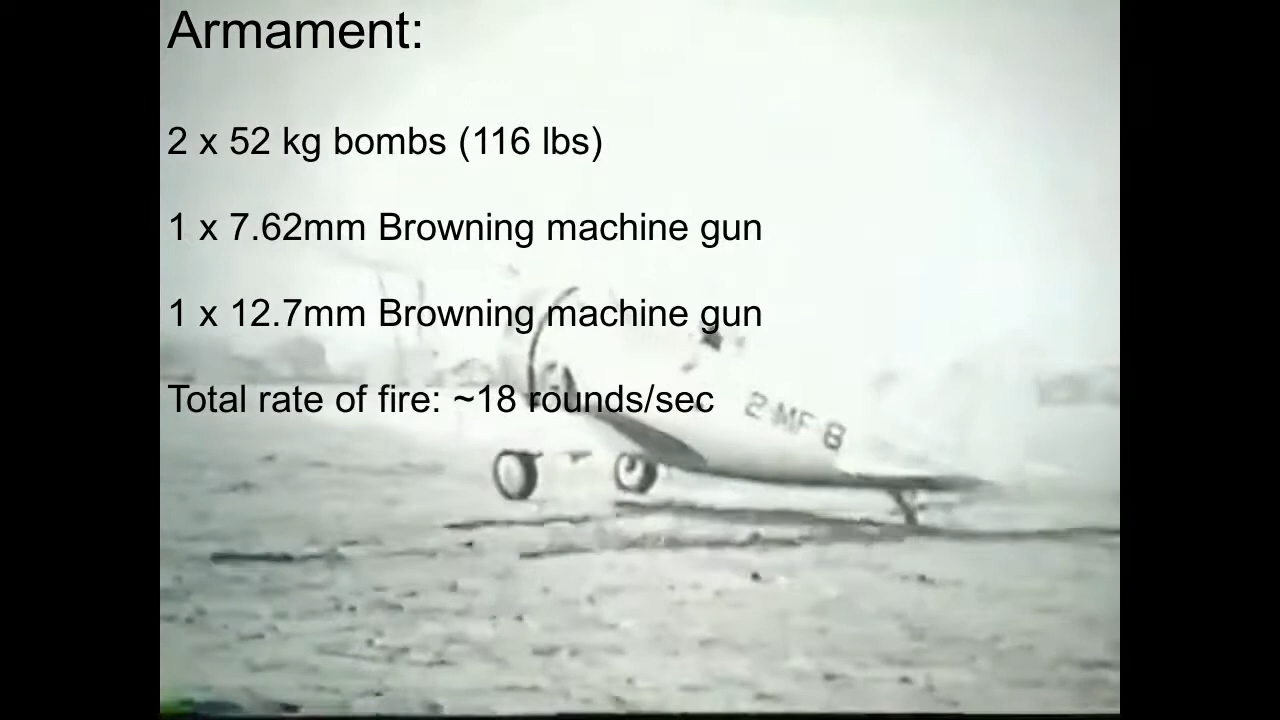 Armament:
2 x 52 kg bombs (116 lbs)
1 x 7.62mm Browning machine gun
1 x 12.7mm Browning machine gun
Total rate of fire: ~18 rounds/sec
2-MF-8